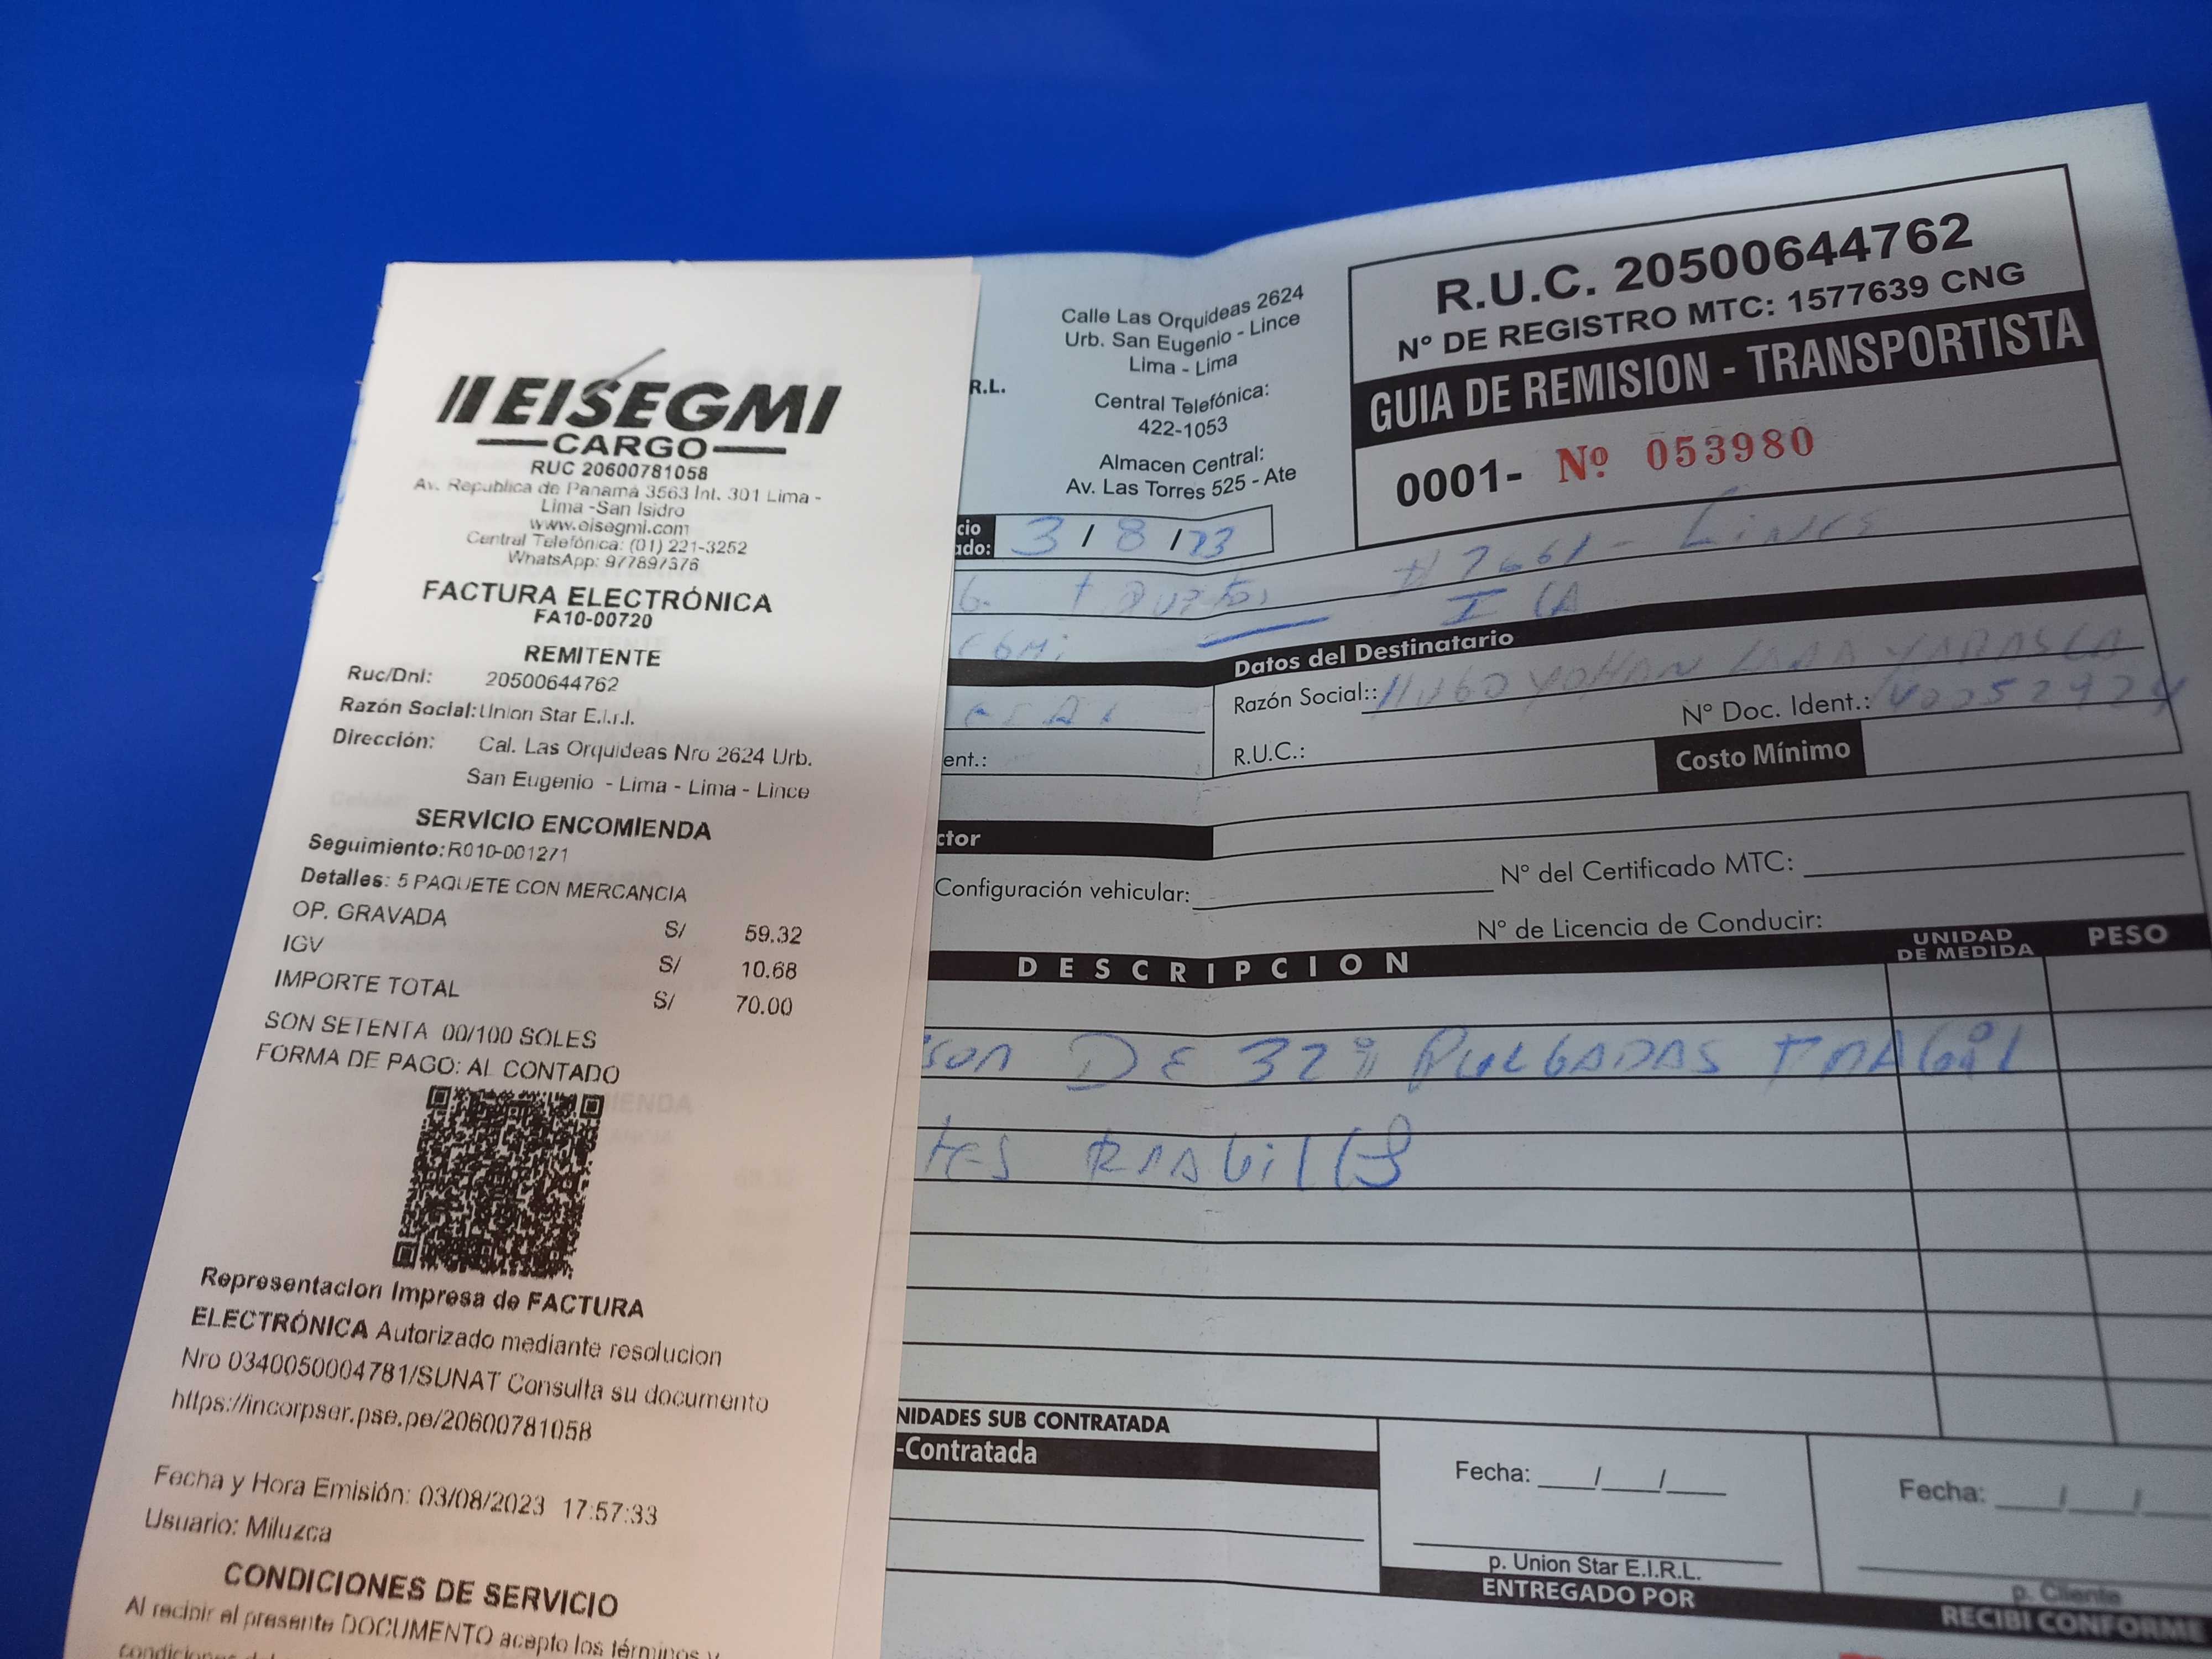 EISEGMI
CARGO
RUC 20600781058
Av. Republica de Panamá 3563 Int. 301 Lima -
Lima -San Isidro
www.eisegmi.com
Central Telefónica: (01) 221-3252
WhatsApp: 977897376
FACTURA ELECTRÓNICA
FA10-00720
REMITENTE
Ruc/Dni: 20500644762
Razón Social: Union Star E.i.r.l.
Dirección: Cal. Las Orquideas Nro 2624 Urb.
San Eugenio - Lima - Lima - Lince
SERVICIO ENCOMIENDA
Seguimiento: R010-001271
Detalles: 5 PAQUETE CON MERCANCIA
OP. GRAVADA S/ 59.32
IGV S/ 10.68
IMPORTE TOTAL S/ 70.00
SON SETENTA 00/100 SOLES
FORMA DE PAGO: AL CONTADO
Representacion Impresa de FACTURA
ELECTRÓNICA Autorizado mediante resolucion
Nro 0340050004781/SUNAT Consulta su documento
https://incorpser.pse.pe/20600781058
Fecha y Hora Emisión: 03/08/2023 17:57:33
Usuario: Miluzca
CONDICIONES DE SERVICIO
Al recibir el presente DOCUMENTO acepto los términos y
R.L.
Calle Las Orquideas 2624
Urb. San Eugenio - Lince
Lima - Lima
Central Telefónica:
422-1053
Almacen Central:
Av. Las Torres 525 - Ate
R.U.C. 20500644762
N° DE REGISTRO MTC: 1577639 CNG
GUIA DE REMISION - TRANSPORTISTA
0001- Nº 053980
cio
ado: 3 / 8 / 23
Lince
ICA
Datos del Destinatario
Razón Social:: YOHAN
N° Doc. Ident.:
ent.:
R.U.C.:
Costo Mínimo
ctor
Configuración vehicular:
N° del Certificado MTC:
N° de Licencia de Conducir:
DESCRIPCION
UNIDAD
DE MEDIDA
PESO
DE 32 PULGADAS
NIDADES SUB CONTRATADA
-Contratada
Fecha: / /
p. Union Star E.I.R.L.
ENTREGADO POR
Fecha: / /
p. Cliente
RECIBI CONFORME